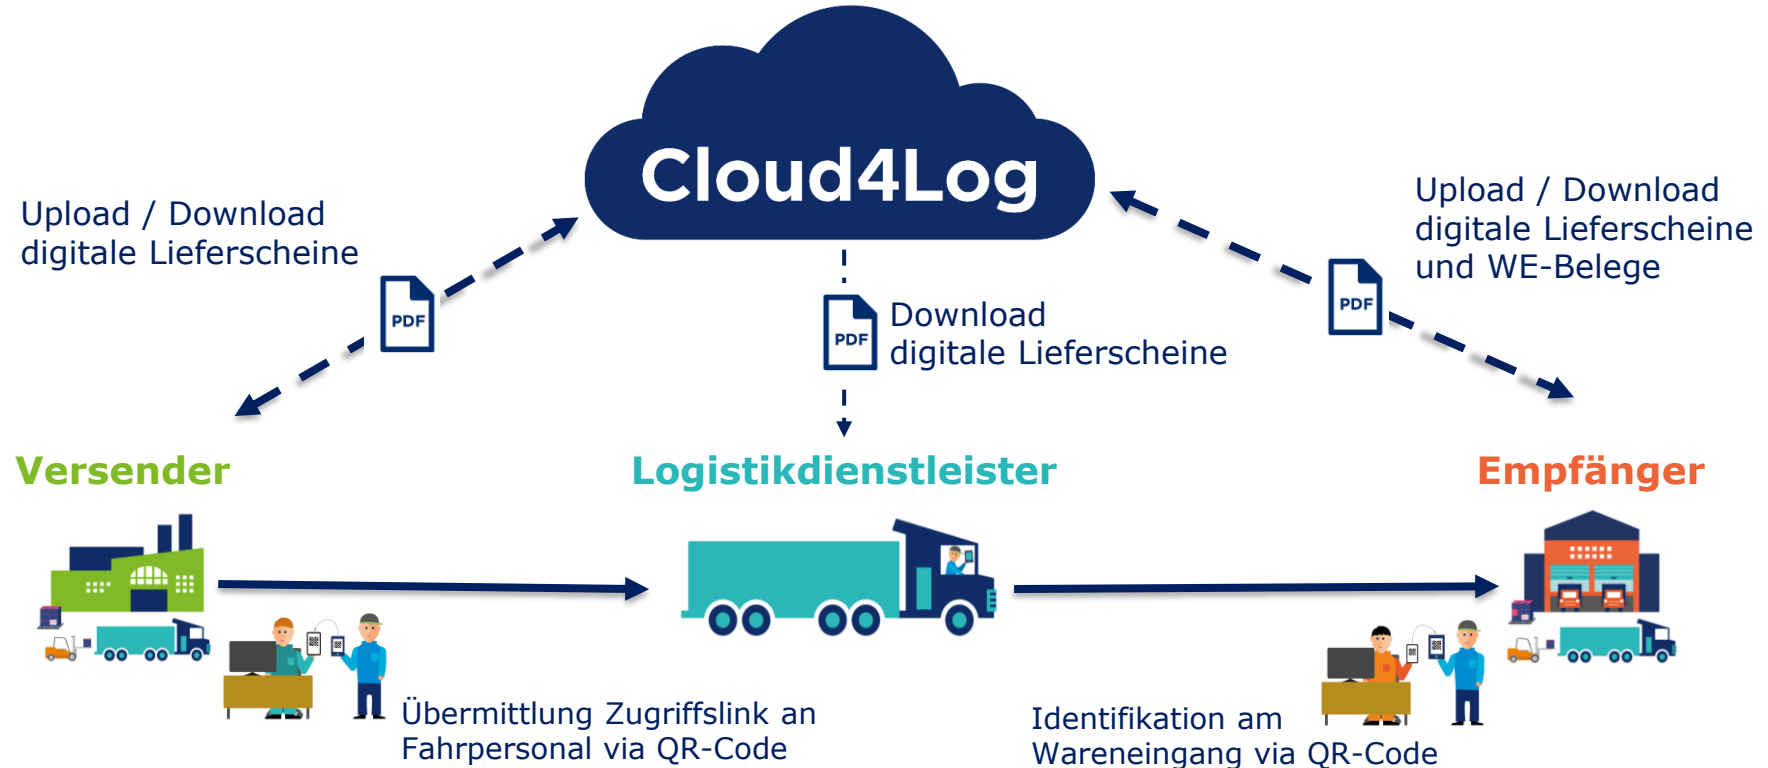 Cloud4Log
Upload / Download
digitale Lieferscheine
PDF
Download
digitale Lieferscheine
PDF
Upload / Download
digitale Lieferscheine
und WE-Belege
PDF
Versender
Logistikdienstleister
Empfänger
Übermittlung Zugriffslink an
Fahrpersonal via QR-Code
Identifikation am
Wareneingang via QR-Code